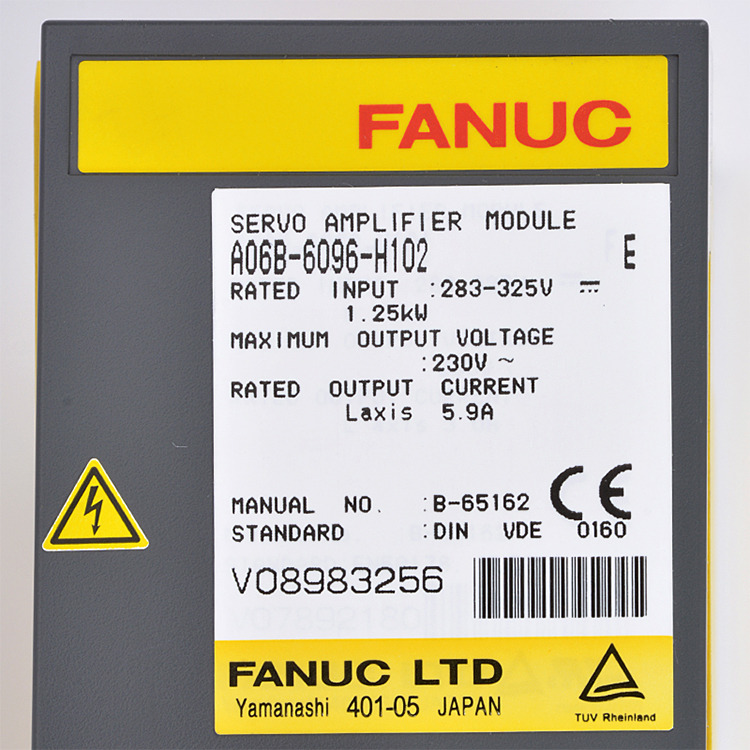 FANUC
SERVO AMPLIFIER MODULE
A06B-6096-H102 E
RATED INPUT :283-325V ⎓
1.25kW
MAXIMUM OUTPUT VOLTAGE
:230V ~
RATED OUTPUT CURRENT
Laxis 5.9A
MANUAL NO. :B-65162 CE
STANDARD :DIN VDE 0160
V08983256
V07892180
FANUC LTD
Yamanashi 401-05 JAPAN
TUV Rheinland